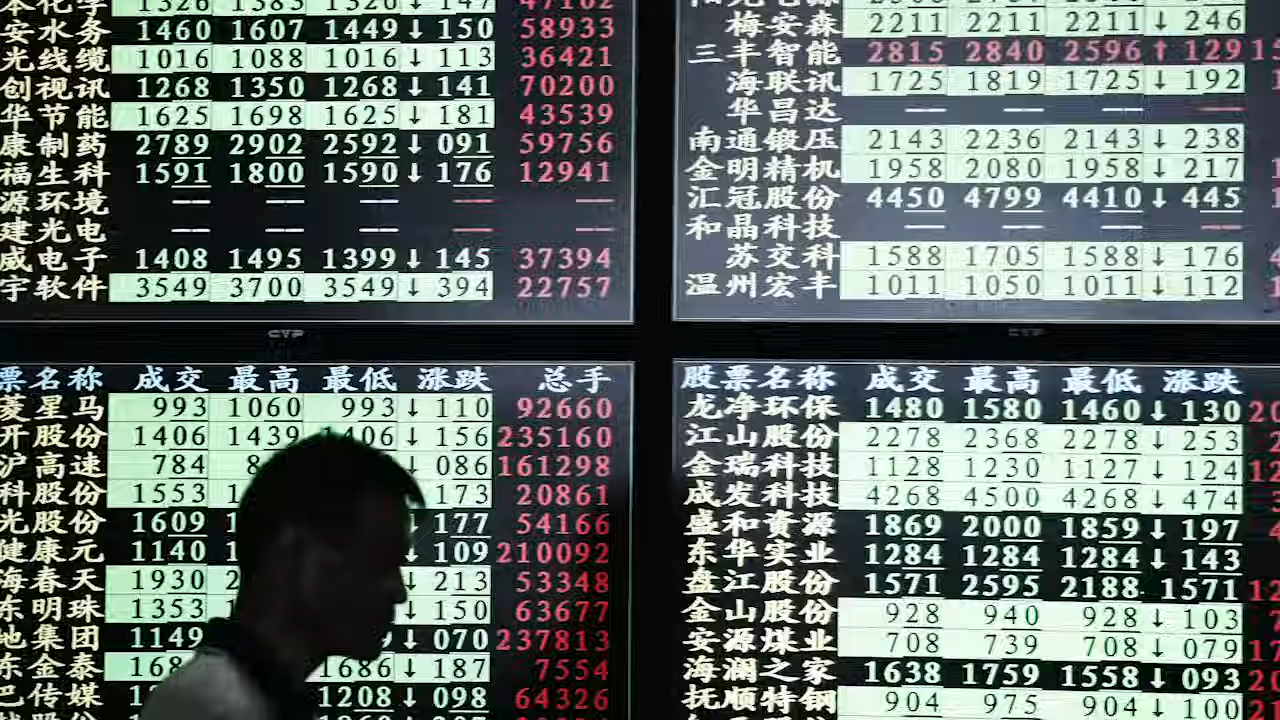 本化学 1326 1383 1326 ↓ 147 47162
安水务 1460 1607 1449 ↓ 150 58933
光线缆 1016 1088 1016 ↓ 113 36421
创视讯 1268 1350 1268 ↓ 141 70200
华节能 1625 1698 1625 ↓ 181 43539
康制药 2789 2902 2592 ↓ 091 59756
福生科 1591 1800 1590 ↓ 176 12941
源环境 -- -- -- -- --
建光电 -- -- -- -- --
威电子 1408 1495 1399 ↓ 145 37394
宇软件 3549 3700 3549 ↓ 394 22757
梅安森 2211 2211 2211 ↓ 246
三丰智能 2815 2840 2596 ↑ 129
海联讯 1725 1819 1725 ↓ 192
华昌达 -- -- -- --
南通锻压 2143 2236 2143 ↓ 238
金明精机 1958 2080 1958 ↓ 217
汇冠股份 4450 4799 4410 ↓ 445
和晶科技 -- -- -- --
苏交科 1588 1705 1588 ↓ 176
温州宏丰 1011 1050 1011 ↓ 112
票名称 成交 最高 最低 涨跌 总手
菱星马 993 1060 993 ↓ 110 92660
开股份 1406 1439 1406 ↓ 156 235160
沪高速 784 ↓ 086 161298
科股份 1553 173 20861
光股份 1609 177 54166
健康元 1140 ↓ 109 210092
海春天 1930 ↓ 213 53348
东明珠 1353 ↓ 150 63677
地集团 1149 ↓ 070 237813
东金泰 168 1686 ↓ 187 7554
巴传媒 1208 ↓ 098 64326
股票名称 成交 最高 最低 涨跌
龙净环保 1480 1580 1460 ↓ 130
江山股份 2278 2368 2278 ↓ 253
金瑞科技 1128 1230 1127 ↓ 124
成发科技 4268 4500 4268 ↓ 474
盛和资源 1869 2000 1859 ↓ 197
东华实业 1284 1284 1284 ↓ 143
盘江股份 1571 2595 2188 1571
金山股份 928 940 928 ↓ 103
安源煤业 708 739 708 ↓ 079
海澜之家 1638 1759 1558 ↓ 093
抚顺特钢 904 975 904 ↓ 100